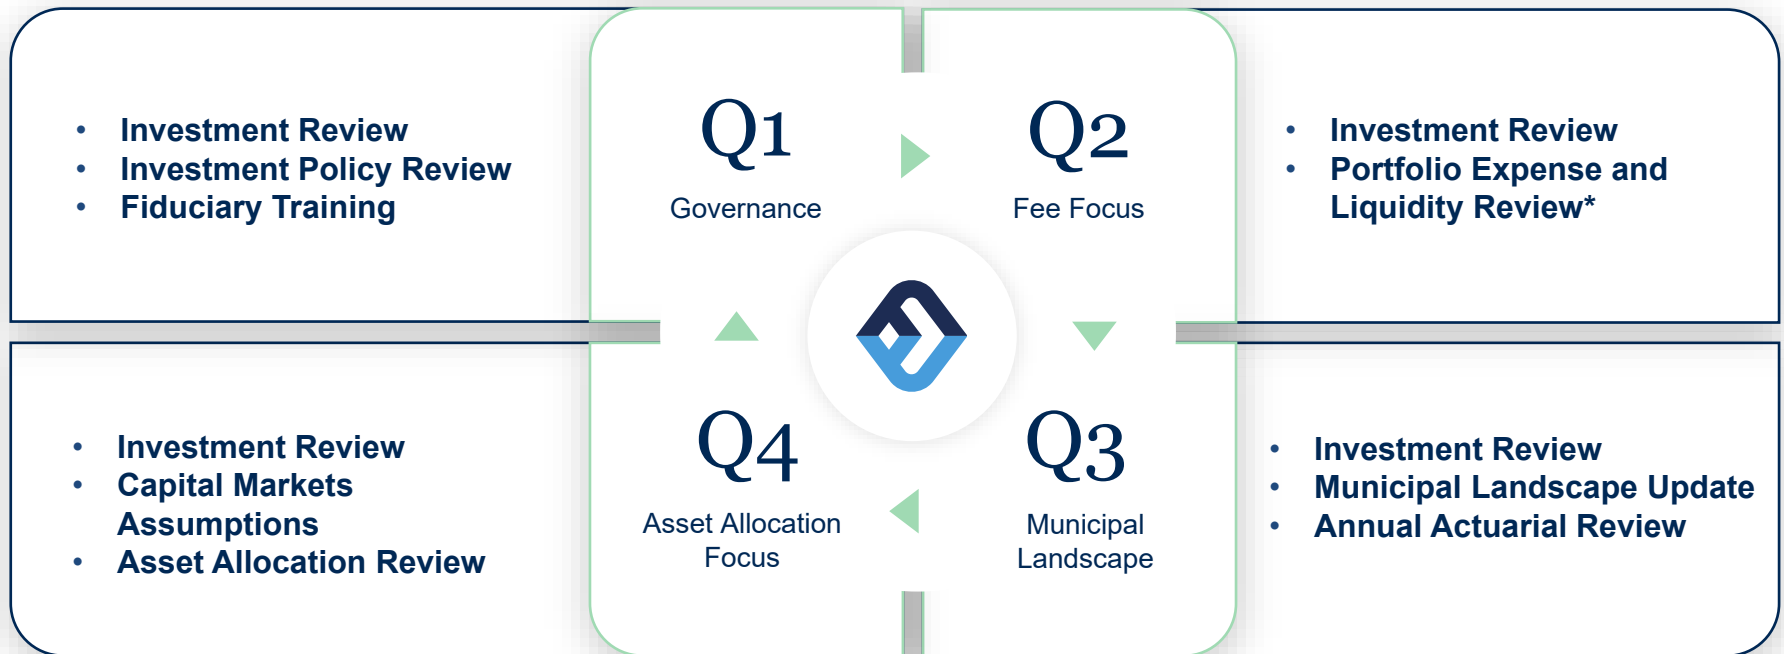 • Investment Review
• Investment Policy Review
• Fiduciary Training
Q1
Governance
Q2
Fee Focus
• Investment Review
• Portfolio Expense and
Liquidity Review*
• Investment Review
• Capital Markets
Assumptions
• Asset Allocation Review
Q4
Asset Allocation
Focus
Q3
Municipal
Landscape
• Investment Review
• Municipal Landscape Update
• Annual Actuarial Review